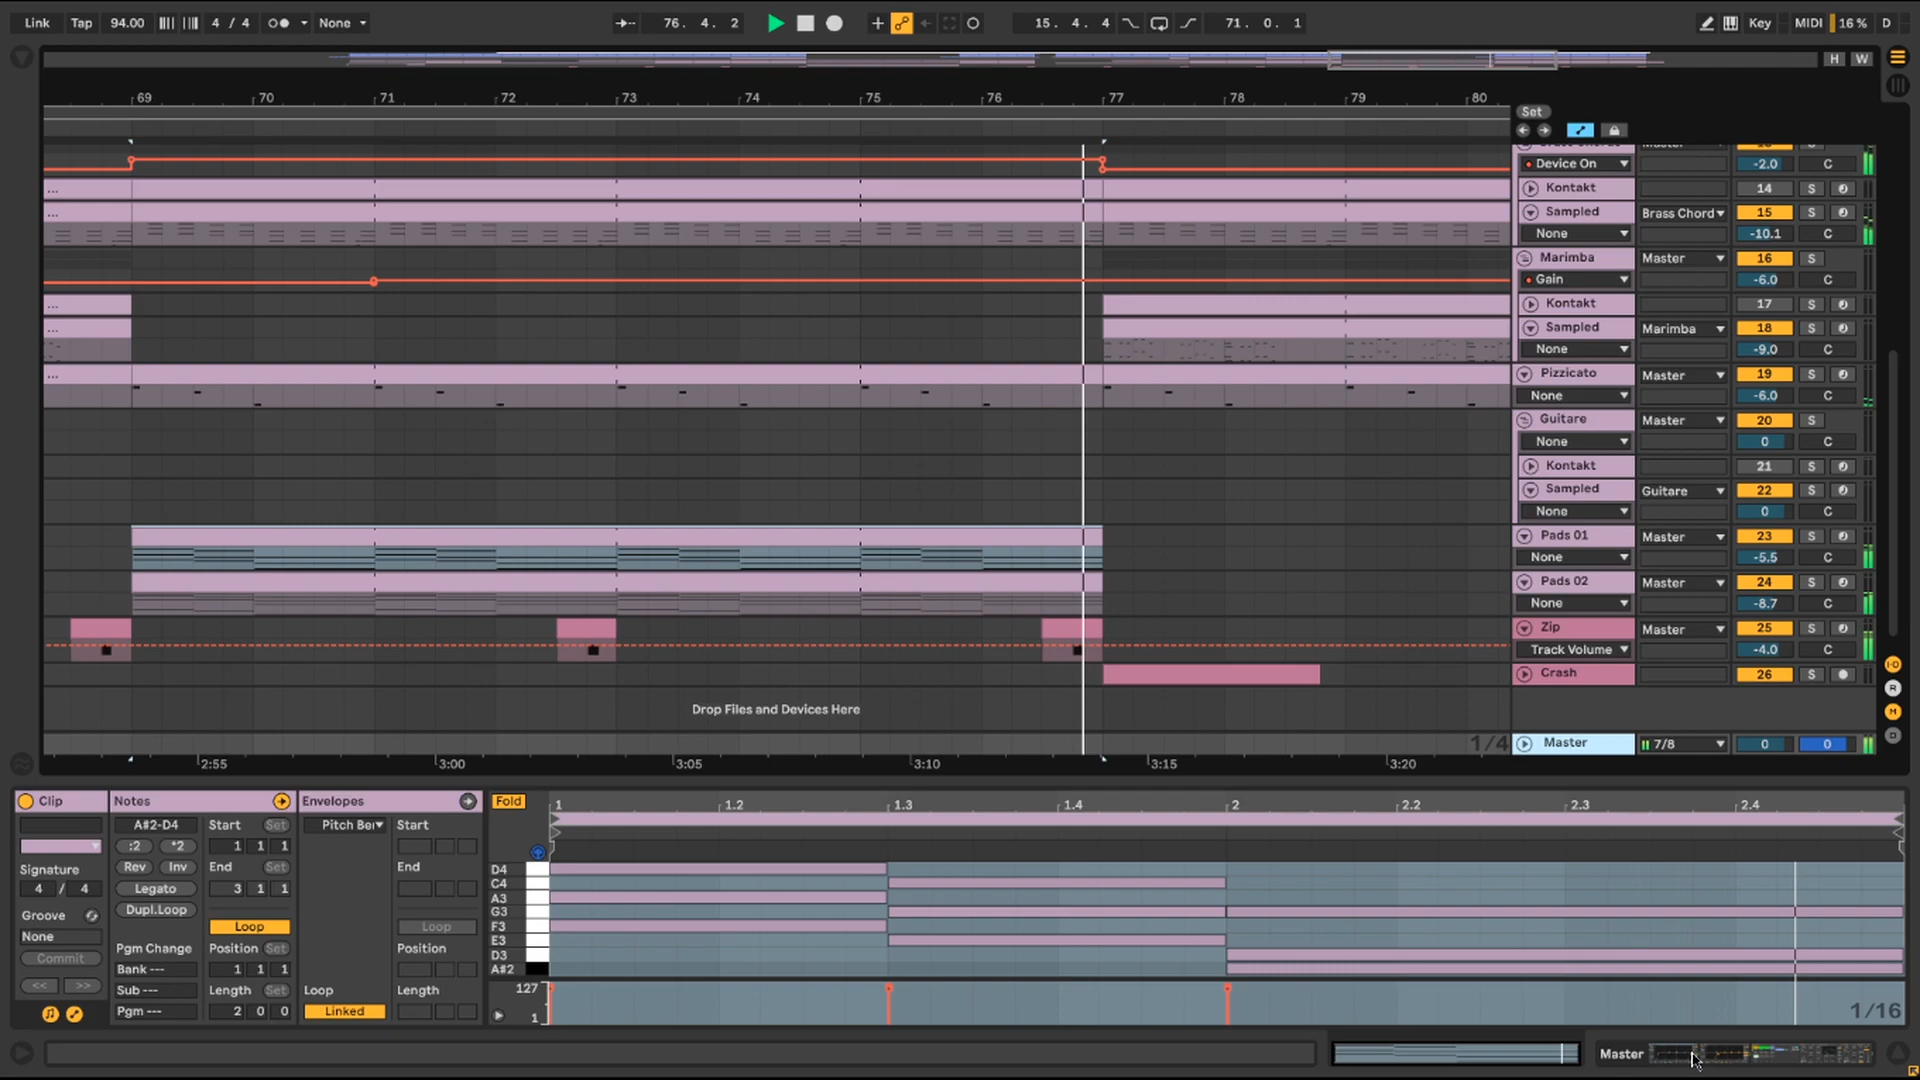 Link Tap 94.00 4 / 4 None 76. 4. 2 15. 4. 4 71. 0. 1 Key MIDI 16 % D
H W
69 70 71 72 73 74 75 76 77 78 79 80
Set
Device On -2.0 C
... Kontakt 14 S
... Sampled Brass Chord 15 S
None -10.1 C
Marimba Master 16 S
Gain -6.0 C
... Kontakt 17 S
... Sampled Marimba 18 S
None -9.0 C
... Pizzicato Master 19 S
None -6.0 C
Guitare Master 20 S
None 0 C
Kontakt 21 S
Sampled Guitare 22 S
None 0 C
Pads 01 Master 23 S
None -5.5 C
Pads 02 Master 24 S
None -8.7 C
Zip Master 25 S
Track Volume -4.0 C
Crash 26 S
Drop Files and Devices Here
1/4 Master 7/8 0 0
2:55 3:00 3:05 3:10 3:15 3:20
Clip Notes Envelopes Fold 1 1.2 1.3 1.4 2 2.2 2.3 2.4
A#2-D4 Start Set Pitch Ber Start
:2 *2 1 1 1
Signature Rev Inv End Set End
4 / 4 Legato 3 1 1
Groove Dupl.Loop
None Loop Loop
Commit Pgm Change Position Set Position
<< >> Bank --- 1 1 1
Sub --- Length Set Loop Length
Pgm --- 2 0 0 Linked
D4
C4
A3
G3
F3
E3
D3
A#2
127
1
1/16
Master
I·O
R
M
D